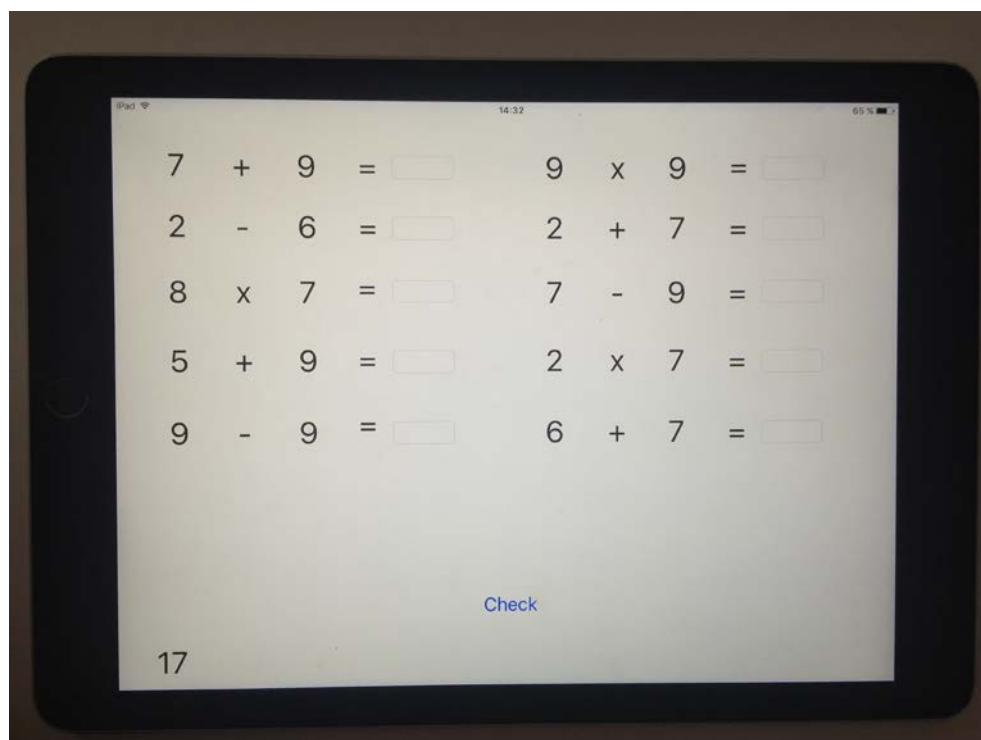 iPad 14:32 65 %
7 + 9 = 9 x 9 =
2 - 6 = 2 + 7 =
8 x 7 = 7 - 9 =
5 + 9 = 2 x 7 =
9 - 9 = 6 + 7 =
Check
17